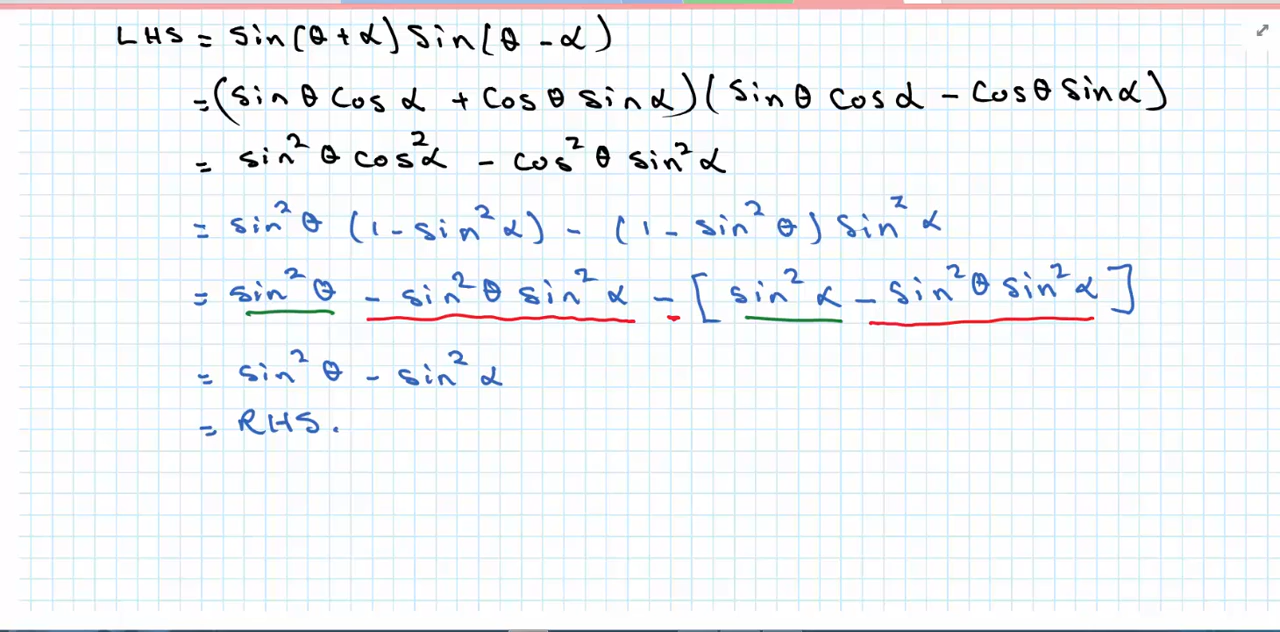 LHS = sin(θ+α) sin(θ-α)
=(sinθ cosα + cosθ sinα)(sinθ cosα - cosθ sinα)
= sin²θ cos²α - cos²θ sin²α
= sin²θ (1-sin²α) - (1-sin²θ) sin²α
= sin²θ - sin²θ sin²α - [sin²α - sin²θ sin²α]
= sin²θ - sin²α
= RHS.